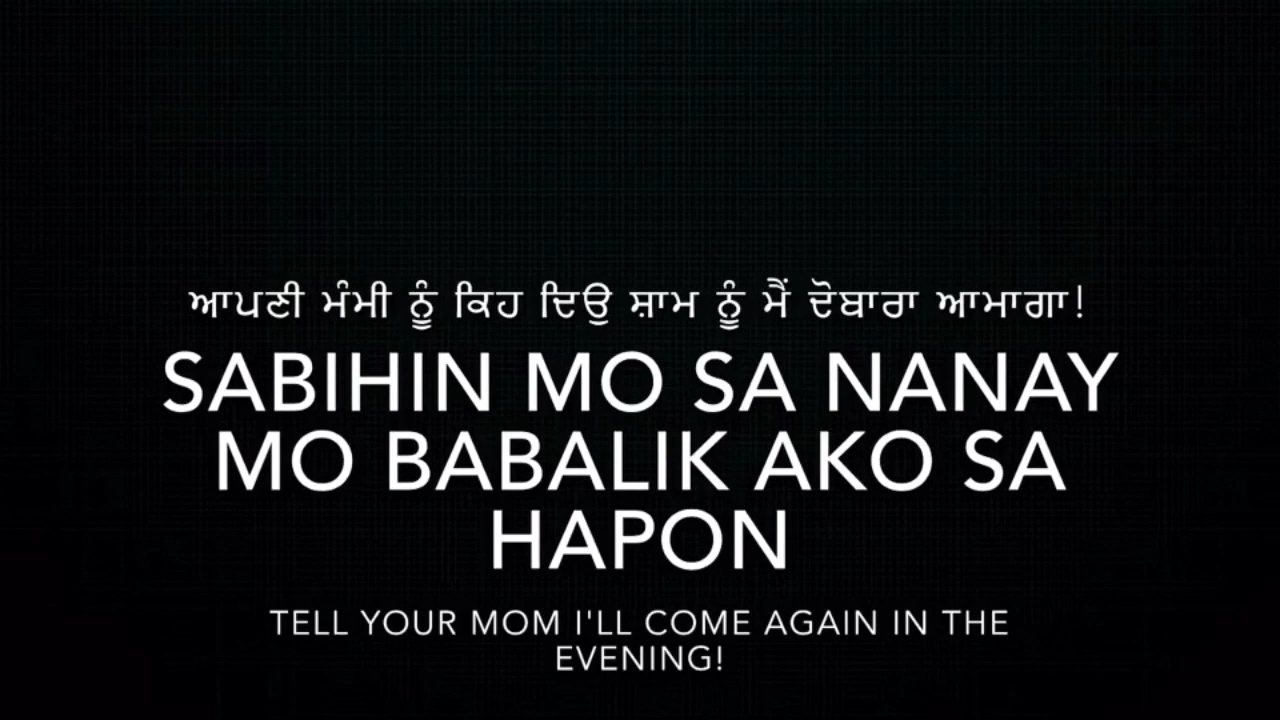 ਆਪਣੀ ਮੰਮੀ ਨੂੰ ਕਿਹ ਦਿਉ ਸ਼ਾਮ ਨੂੰ ਮੈਂ ਦੋਬਾਰਾ ਆਮਾਗਾ!
SABIHIN MO SA NANAY
MO BABALIK AKO SA
HAPON
TELL YOUR MOM I'LL COME AGAIN IN THE
EVENING!